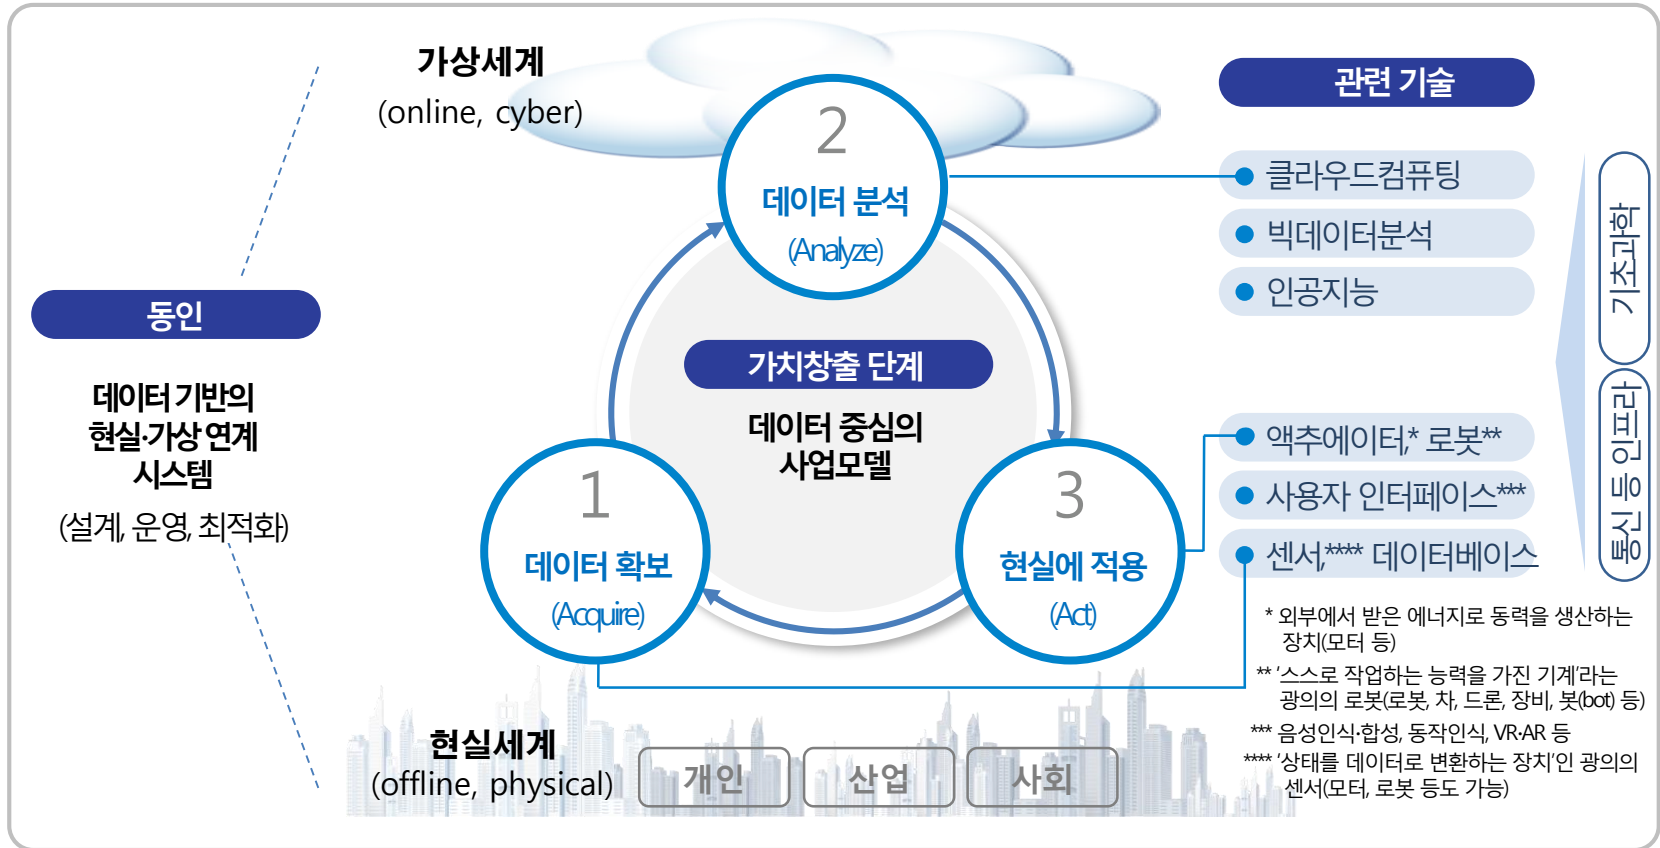 가상세계
(online, cyber)
동인
데이터 기반의
현실·가상 연계
시스템
(설계, 운영, 최적화)
2
데이터 분석
(Analyze)
가치창출 단계
데이터 중심의
사업모델
1
데이터 확보
(Acquire)
3
현실에 적용
(Act)
현실세계
(offline, physical)
개인
산업
사회
관련 기술
클라우드컴퓨팅
빅데이터분석
인공지능
액추에이터,* 로봇**
사용자 인터페이스***
센서,**** 데이터베이스
기초과학
통신 등 인프라
* 외부에서 받은 에너지로 동력을 생산하는
장치(모터 등)
** ‘스스로 작업하는 능력을 가진 기계’라는
광의의 로봇(로봇, 차, 드론, 장비, 봇(bot) 등)
*** 음성인식·합성, 동작인식, VR·AR 등
**** ‘상태를 데이터로 변환하는 장치’인 광의의
센서(모터, 로봇 등도 가능)